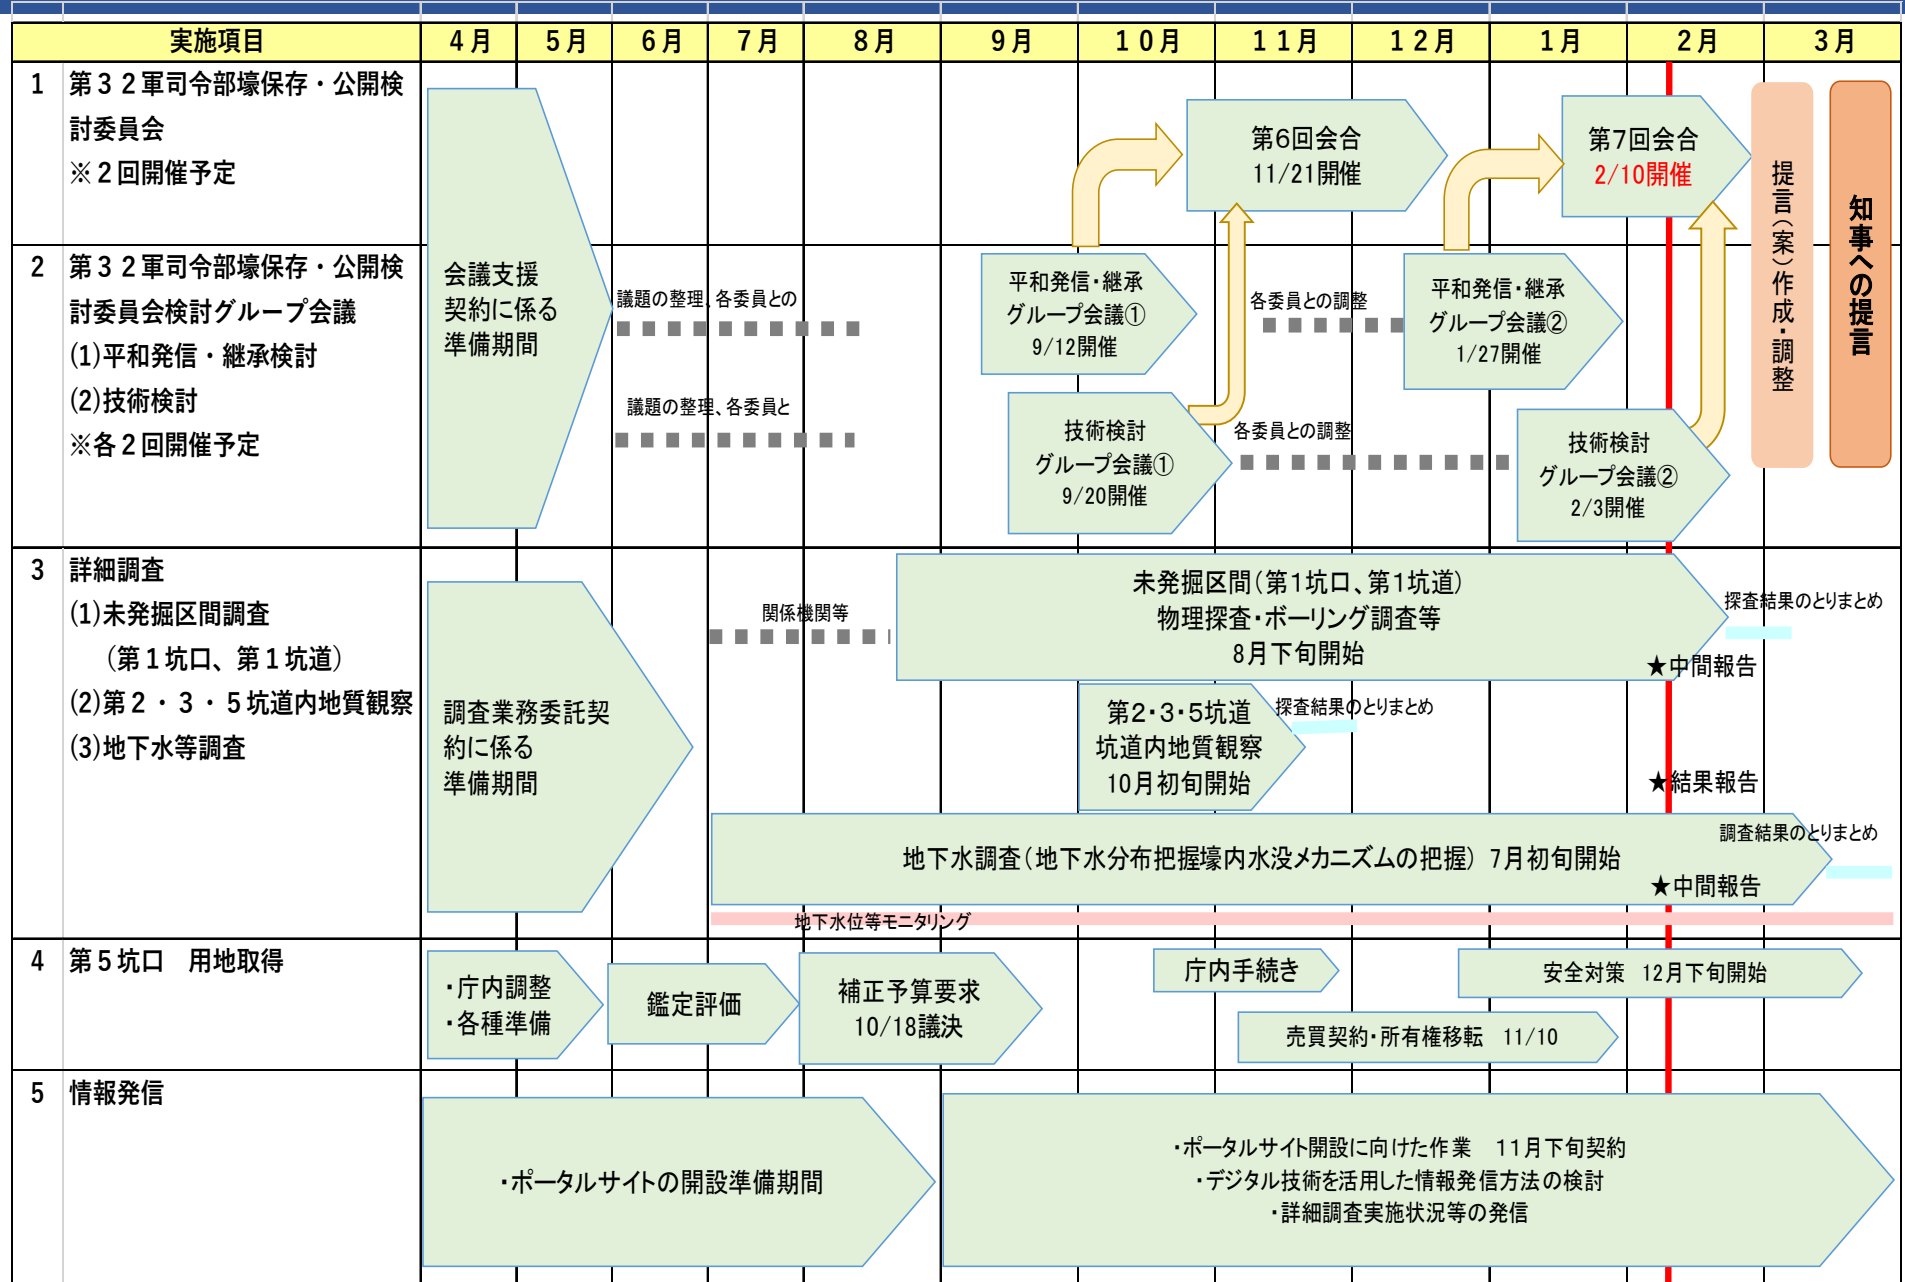 実施項目 4月 5月 6月 7月 8月 9月 10月 11月 12月 1月 2月 3月
1 第32軍司令部壕保存・公開検
討委員会
※2回開催予定
第6回会合
11/21開催
第7回会合
2/10開催
提言(案)作成・調整
知事への提言
2 第32軍司令部壕保存・公開検
討委員会検討グループ会議
(1)平和発信・継承検討
(2)技術検討
※各2回開催予定
会議支援
契約に係る
準備期間
議題の整理、各委員との
議題の整理、各委員と
平和発信・継承
グループ会議①
9/12開催
技術検討
グループ会議①
9/20開催
各委員との調整
各委員との調整
平和発信・継承
グループ会議②
1/27開催
技術検討
グループ会議②
2/3開催
3 詳細調査
(1)未発掘区間調査
(第1坑口、第1坑道)
(2)第2・3・5坑道内地質観察
(3)地下水等調査
調査業務委託契
約に係る
準備期間
関係機関等
未発掘区間(第1坑口、第1坑道)
物理探査・ボーリング調査等
8月下旬開始
探査結果のとりまとめ
★中間報告
第2・3・5坑道
坑道内地質観察
10月初旬開始
探査結果のとりまとめ
★結果報告
地下水調査(地下水分布把握壕内水没メカニズムの把握) 7月初旬開始
調査結果のとりまとめ
★中間報告
地下水位等モニタリング
4 第5坑口 用地取得
・庁内調整
・各種準備
鑑定評価
補正予算要求
10/18議決
庁内手続き
売買契約・所有権移転 11/10
安全対策 12月下旬開始
5 情報発信
・ポータルサイトの開設準備期間
・ポータルサイト開設に向けた作業 11月下旬契約
・デジタル技術を活用した情報発信方法の検討
・詳細調査実施状況等の発信